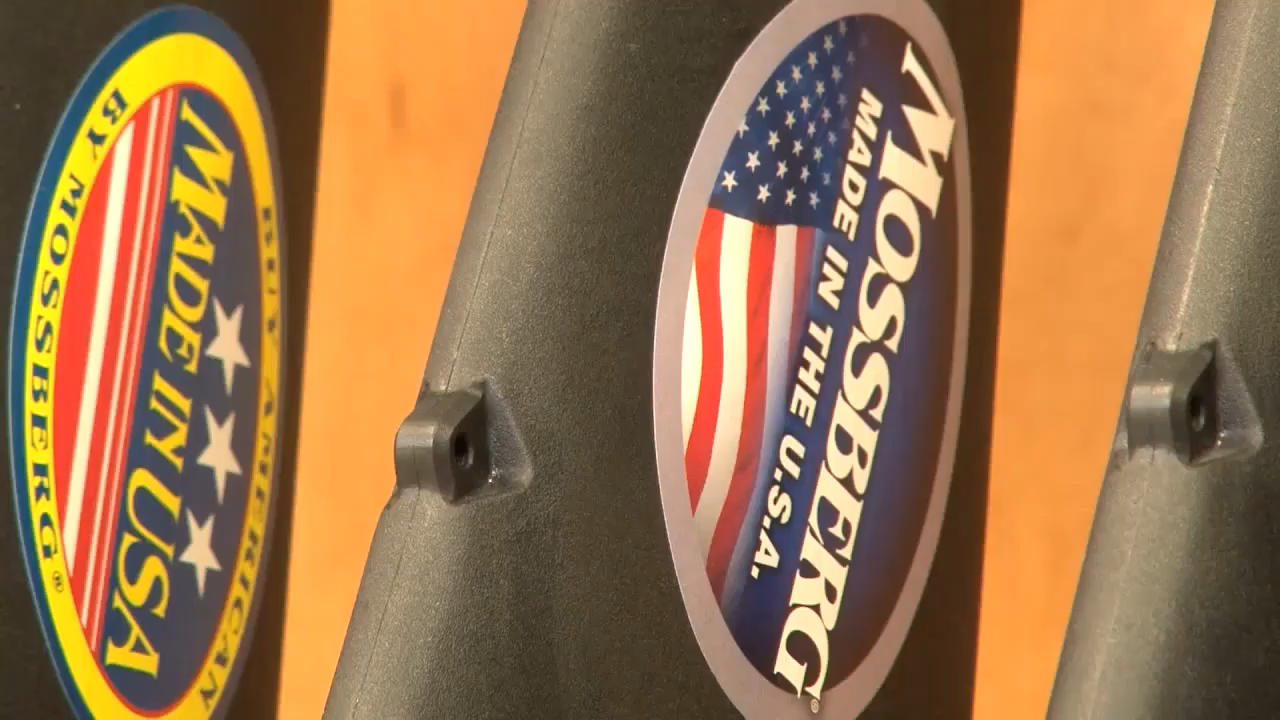 BUY AMERICAN
MADE IN USA
BY MOSSBERG®
MOSSBERG®
MADE IN THE U.S.A.